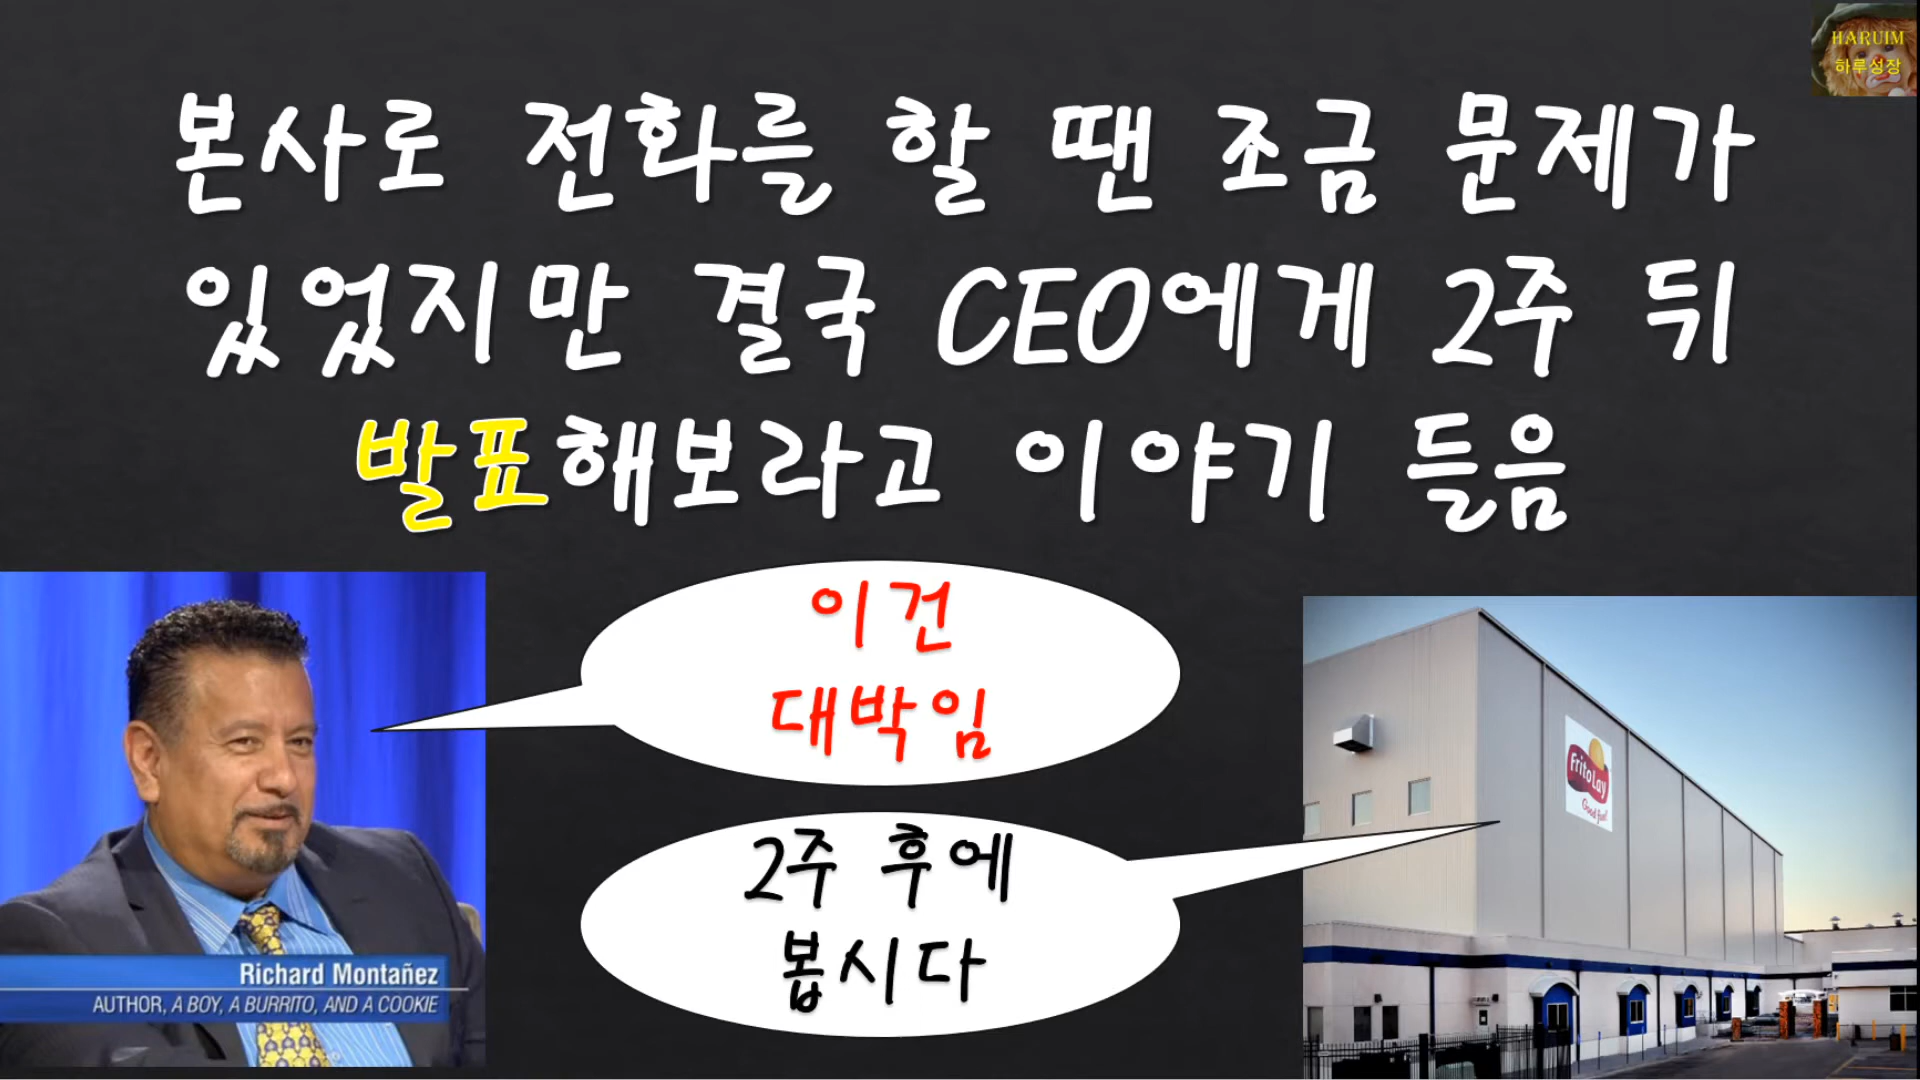 HARUIM
하루성장
본사로 전화를 할 땐 조금 문제가
있었지만 결국 CEO에게 2주 뒤
발표해보라고 이야기 들음
이건
대박임
2주 후에
봅시다
Richard Montañez
AUTHOR, A BOY, A BURRITO, AND A COOKIE
FritoLay
Good fun!